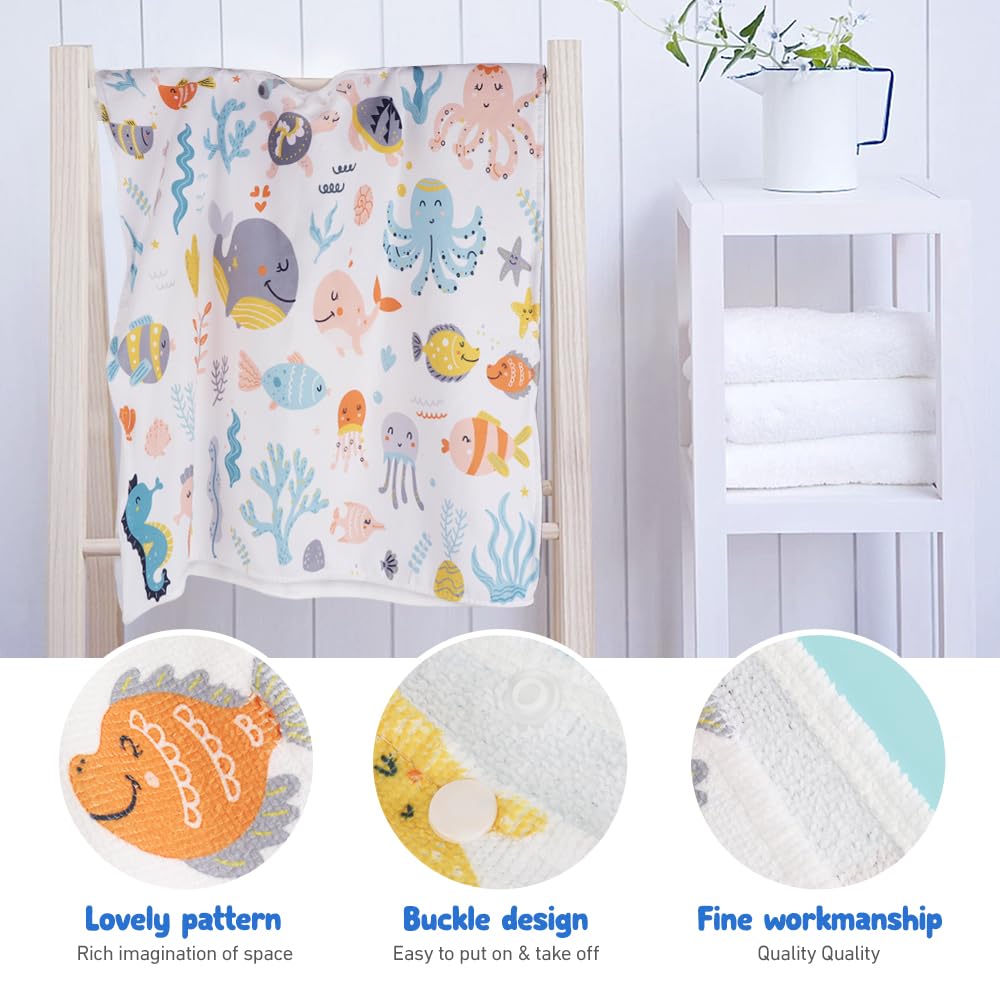 Lovely pattern
Rich imagination of space
Buckle design
Easy to put on & take off
Fine workmanship
Quality Quality